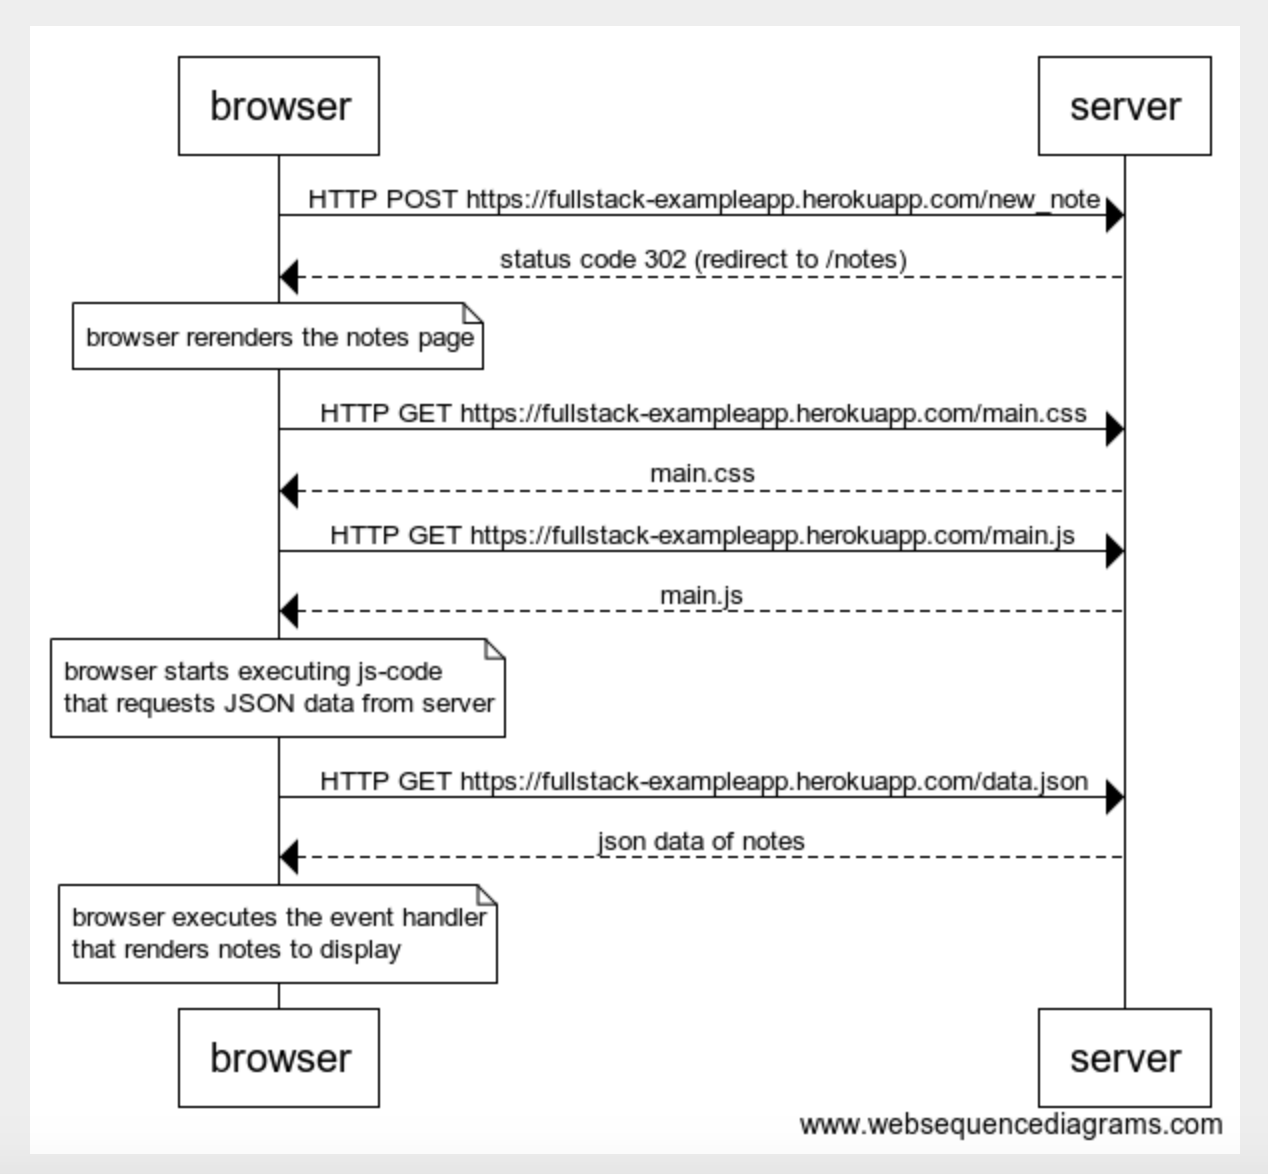 browser
server
HTTP POST https://fullstack-exampleapp.herokuapp.com/new_note
status code 302 (redirect to /notes)
browser rerenders the notes page
HTTP GET https://fullstack-exampleapp.herokuapp.com/main.css
main.css
HTTP GET https://fullstack-exampleapp.herokuapp.com/main.js
main.js
browser starts executing js-code
that requests JSON data from server
HTTP GET https://fullstack-exampleapp.herokuapp.com/data.json
json data of notes
browser executes the event handler
that renders notes to display
browser
server
www.websequencediagrams.com